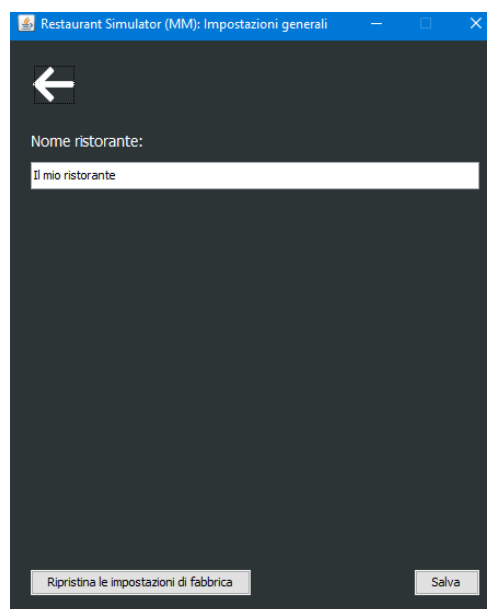 Restaurant Simulator (MM): Impostazioni generali
Nome ristorante:
Il mio ristorante
Ripristina le impostazioni di fabbrica
Salva